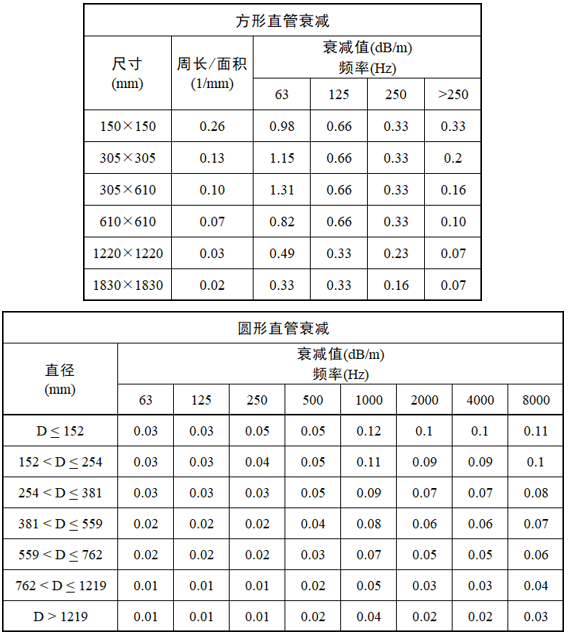 方形直管衰减
尺寸 (mm) 周长/面积 (1/mm) 衰减值(dB/m)
频率(Hz)
63 125 250 >250
150×150 0.26 0.98 0.66 0.33 0.33
305×305 0.13 1.15 0.66 0.33 0.2
305×610 0.10 1.31 0.66 0.33 0.16
610×610 0.07 0.82 0.66 0.33 0.10
1220×1220 0.03 0.49 0.33 0.23 0.07
1830×1830 0.02 0.33 0.33 0.16 0.07
圆形直管衰减
直径 (mm) 衰减值(dB/m)
频率(Hz)
63 125 250 500 1000 2000 4000 8000
D ≤ 152 0.03 0.03 0.05 0.05 0.12 0.1 0.1 0.11
152 < D ≤ 254 0.03 0.03 0.04 0.05 0.11 0.09 0.09 0.1
254 < D ≤ 381 0.03 0.03 0.03 0.05 0.09 0.07 0.07 0.08
381 < D ≤ 559 0.02 0.02 0.02 0.04 0.08 0.06 0.06 0.07
559 < D ≤ 762 0.02 0.02 0.02 0.03 0.07 0.05 0.05 0.06
762 < D ≤ 1219 0.01 0.01 0.01 0.02 0.05 0.03 0.03 0.04
D > 1219 0.01 0.01 0.01 0.02 0.04 0.02 0.02 0.03